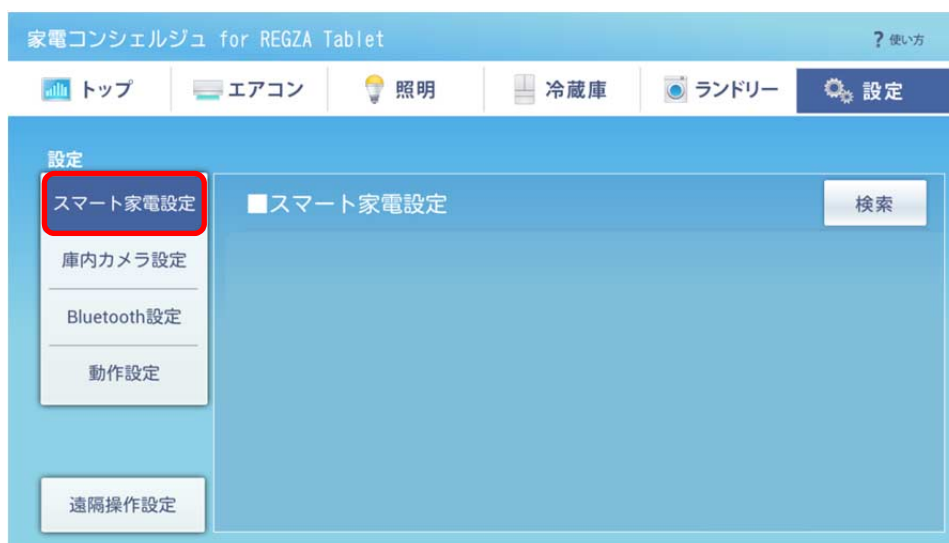 家電コンシェルジュ for REGZA Tablet
? 使い方
トップ
エアコン
照明
冷蔵庫
ランドリー
設定
設定
スマート家電設定
■スマート家電設定
検索
庫内カメラ設定
Bluetooth設定
動作設定
遠隔操作設定